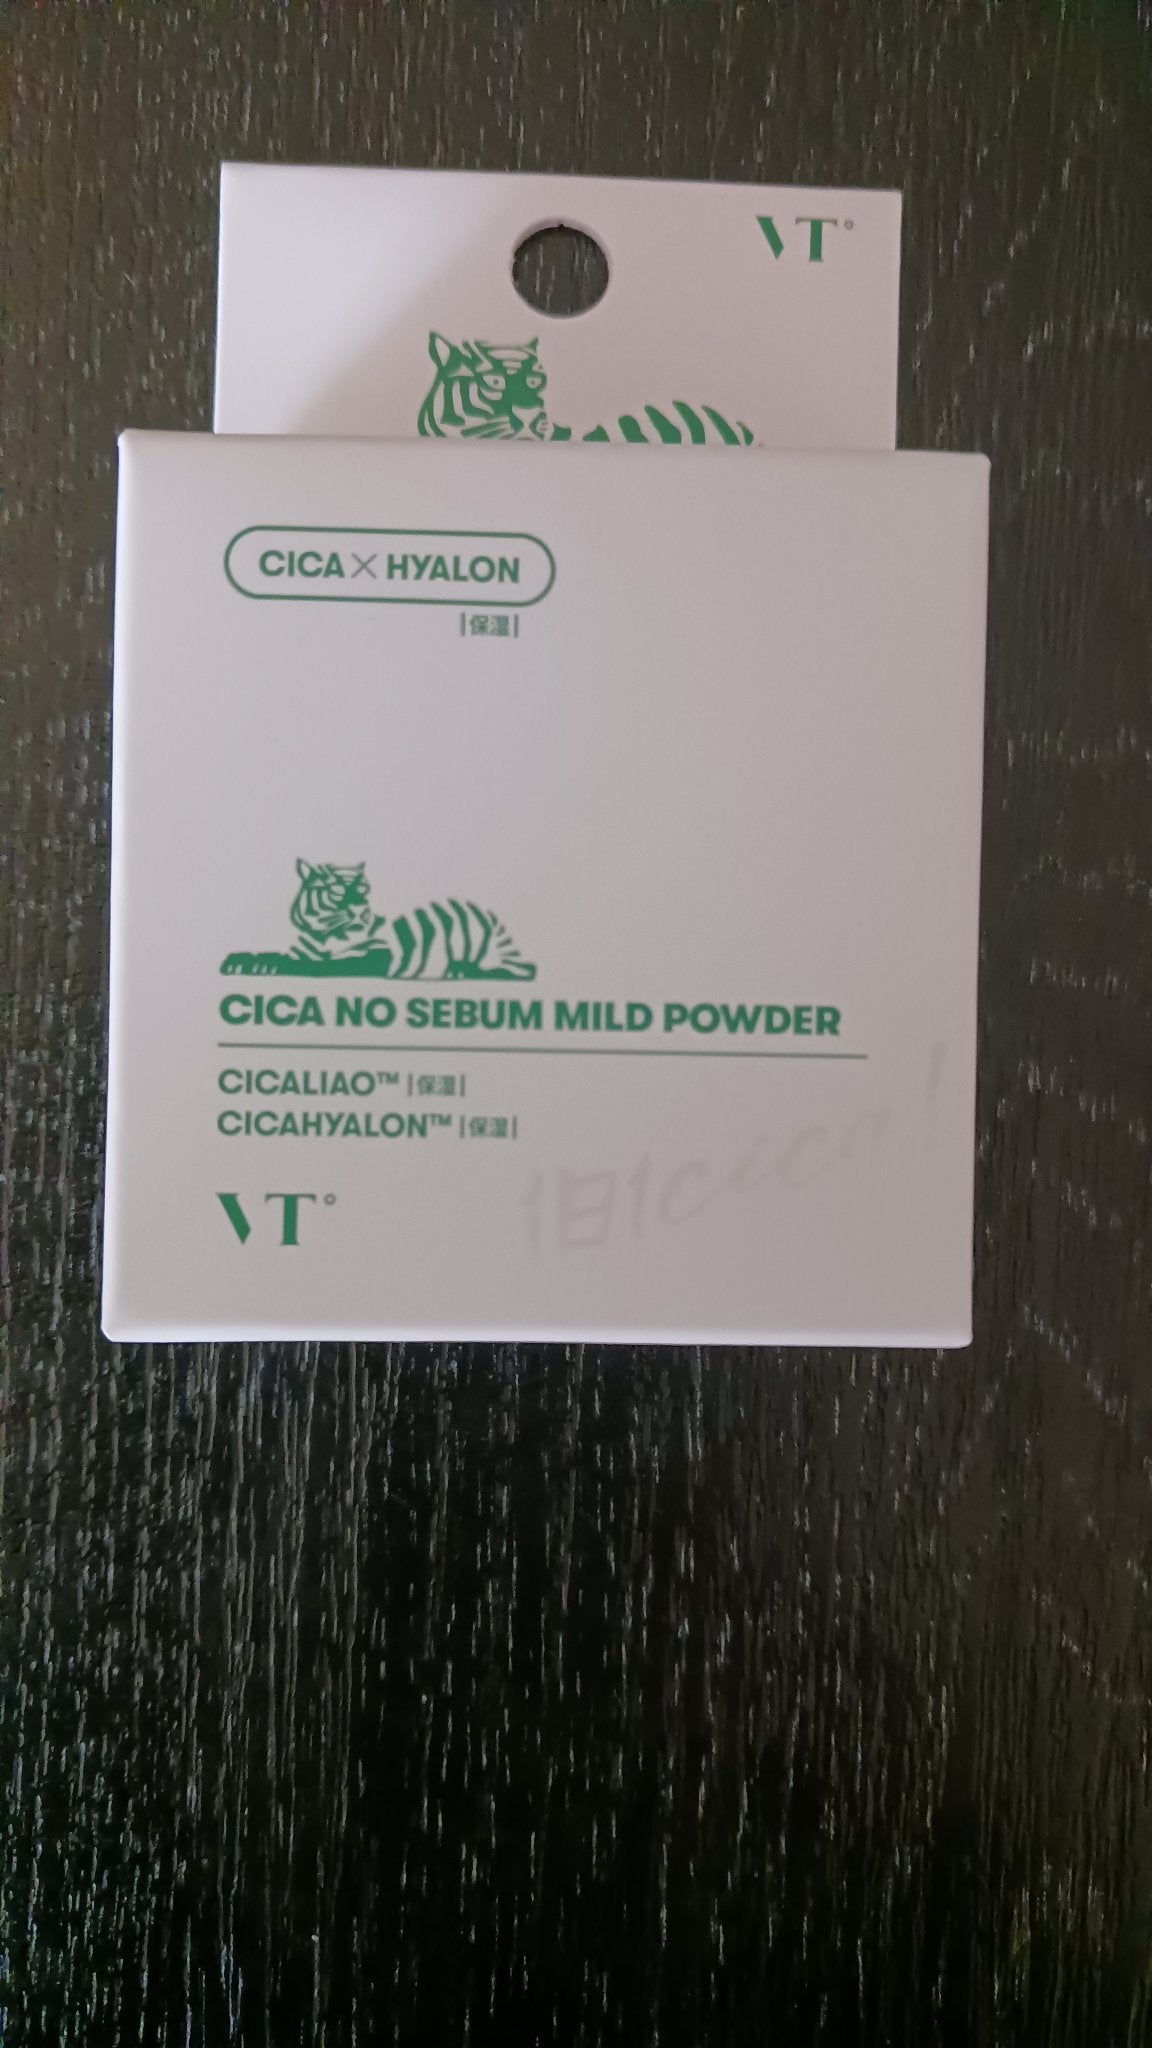 VT
CICA×HYALON
|保湿|
CICA NO SEBUM MILD POWDER
CICALIAO™ |保湿|
CICAHYALON™ |保湿|
1日1cica!
VT